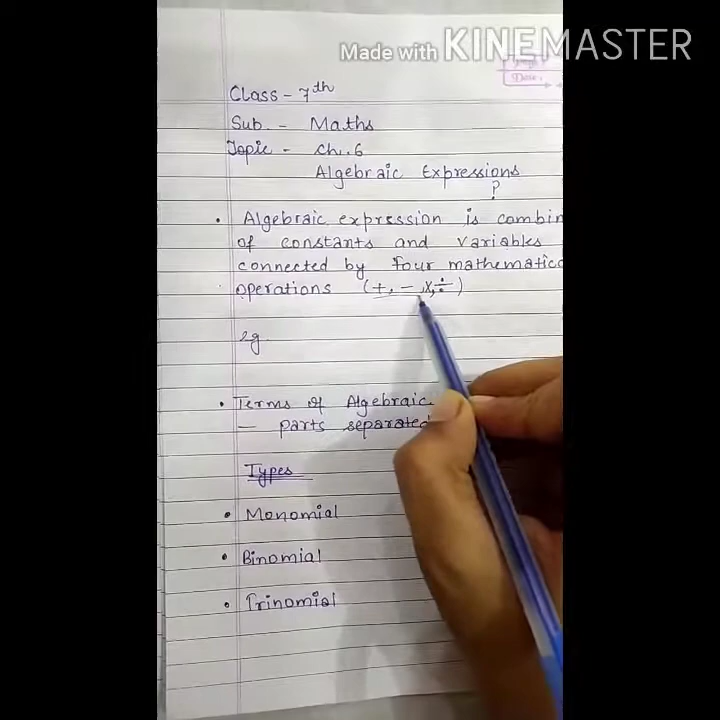 Made with KINEMASTER
Class - 7th
Sub. - Maths
Topic - Ch. 6
Algebraic Expressions
?
• Algebraic expression is combin
of constants and variables
connected by four mathematica
operations (+, -, x, ÷)
eg
• Terms of Algebraic
— parts separated
Types
• Monomial
• Binomial
• Trinomial